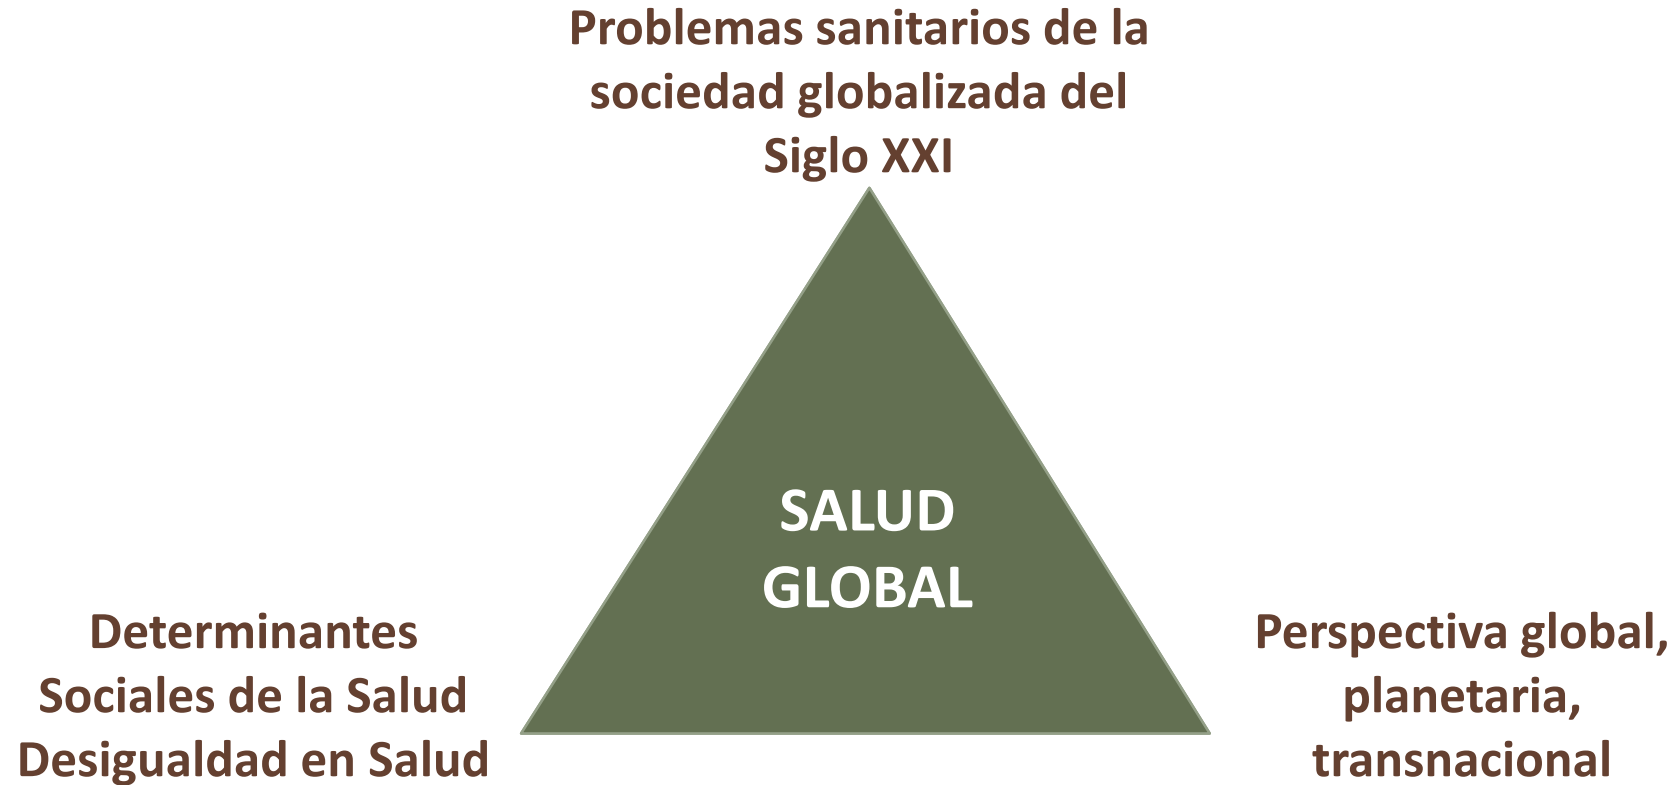 Problemas sanitarios de la
sociedad globalizada del
Siglo XXI
SALUD
GLOBAL
Determinantes
Sociales de la Salud
Desigualdad en Salud
Perspectiva global,
planetaria,
transnacional